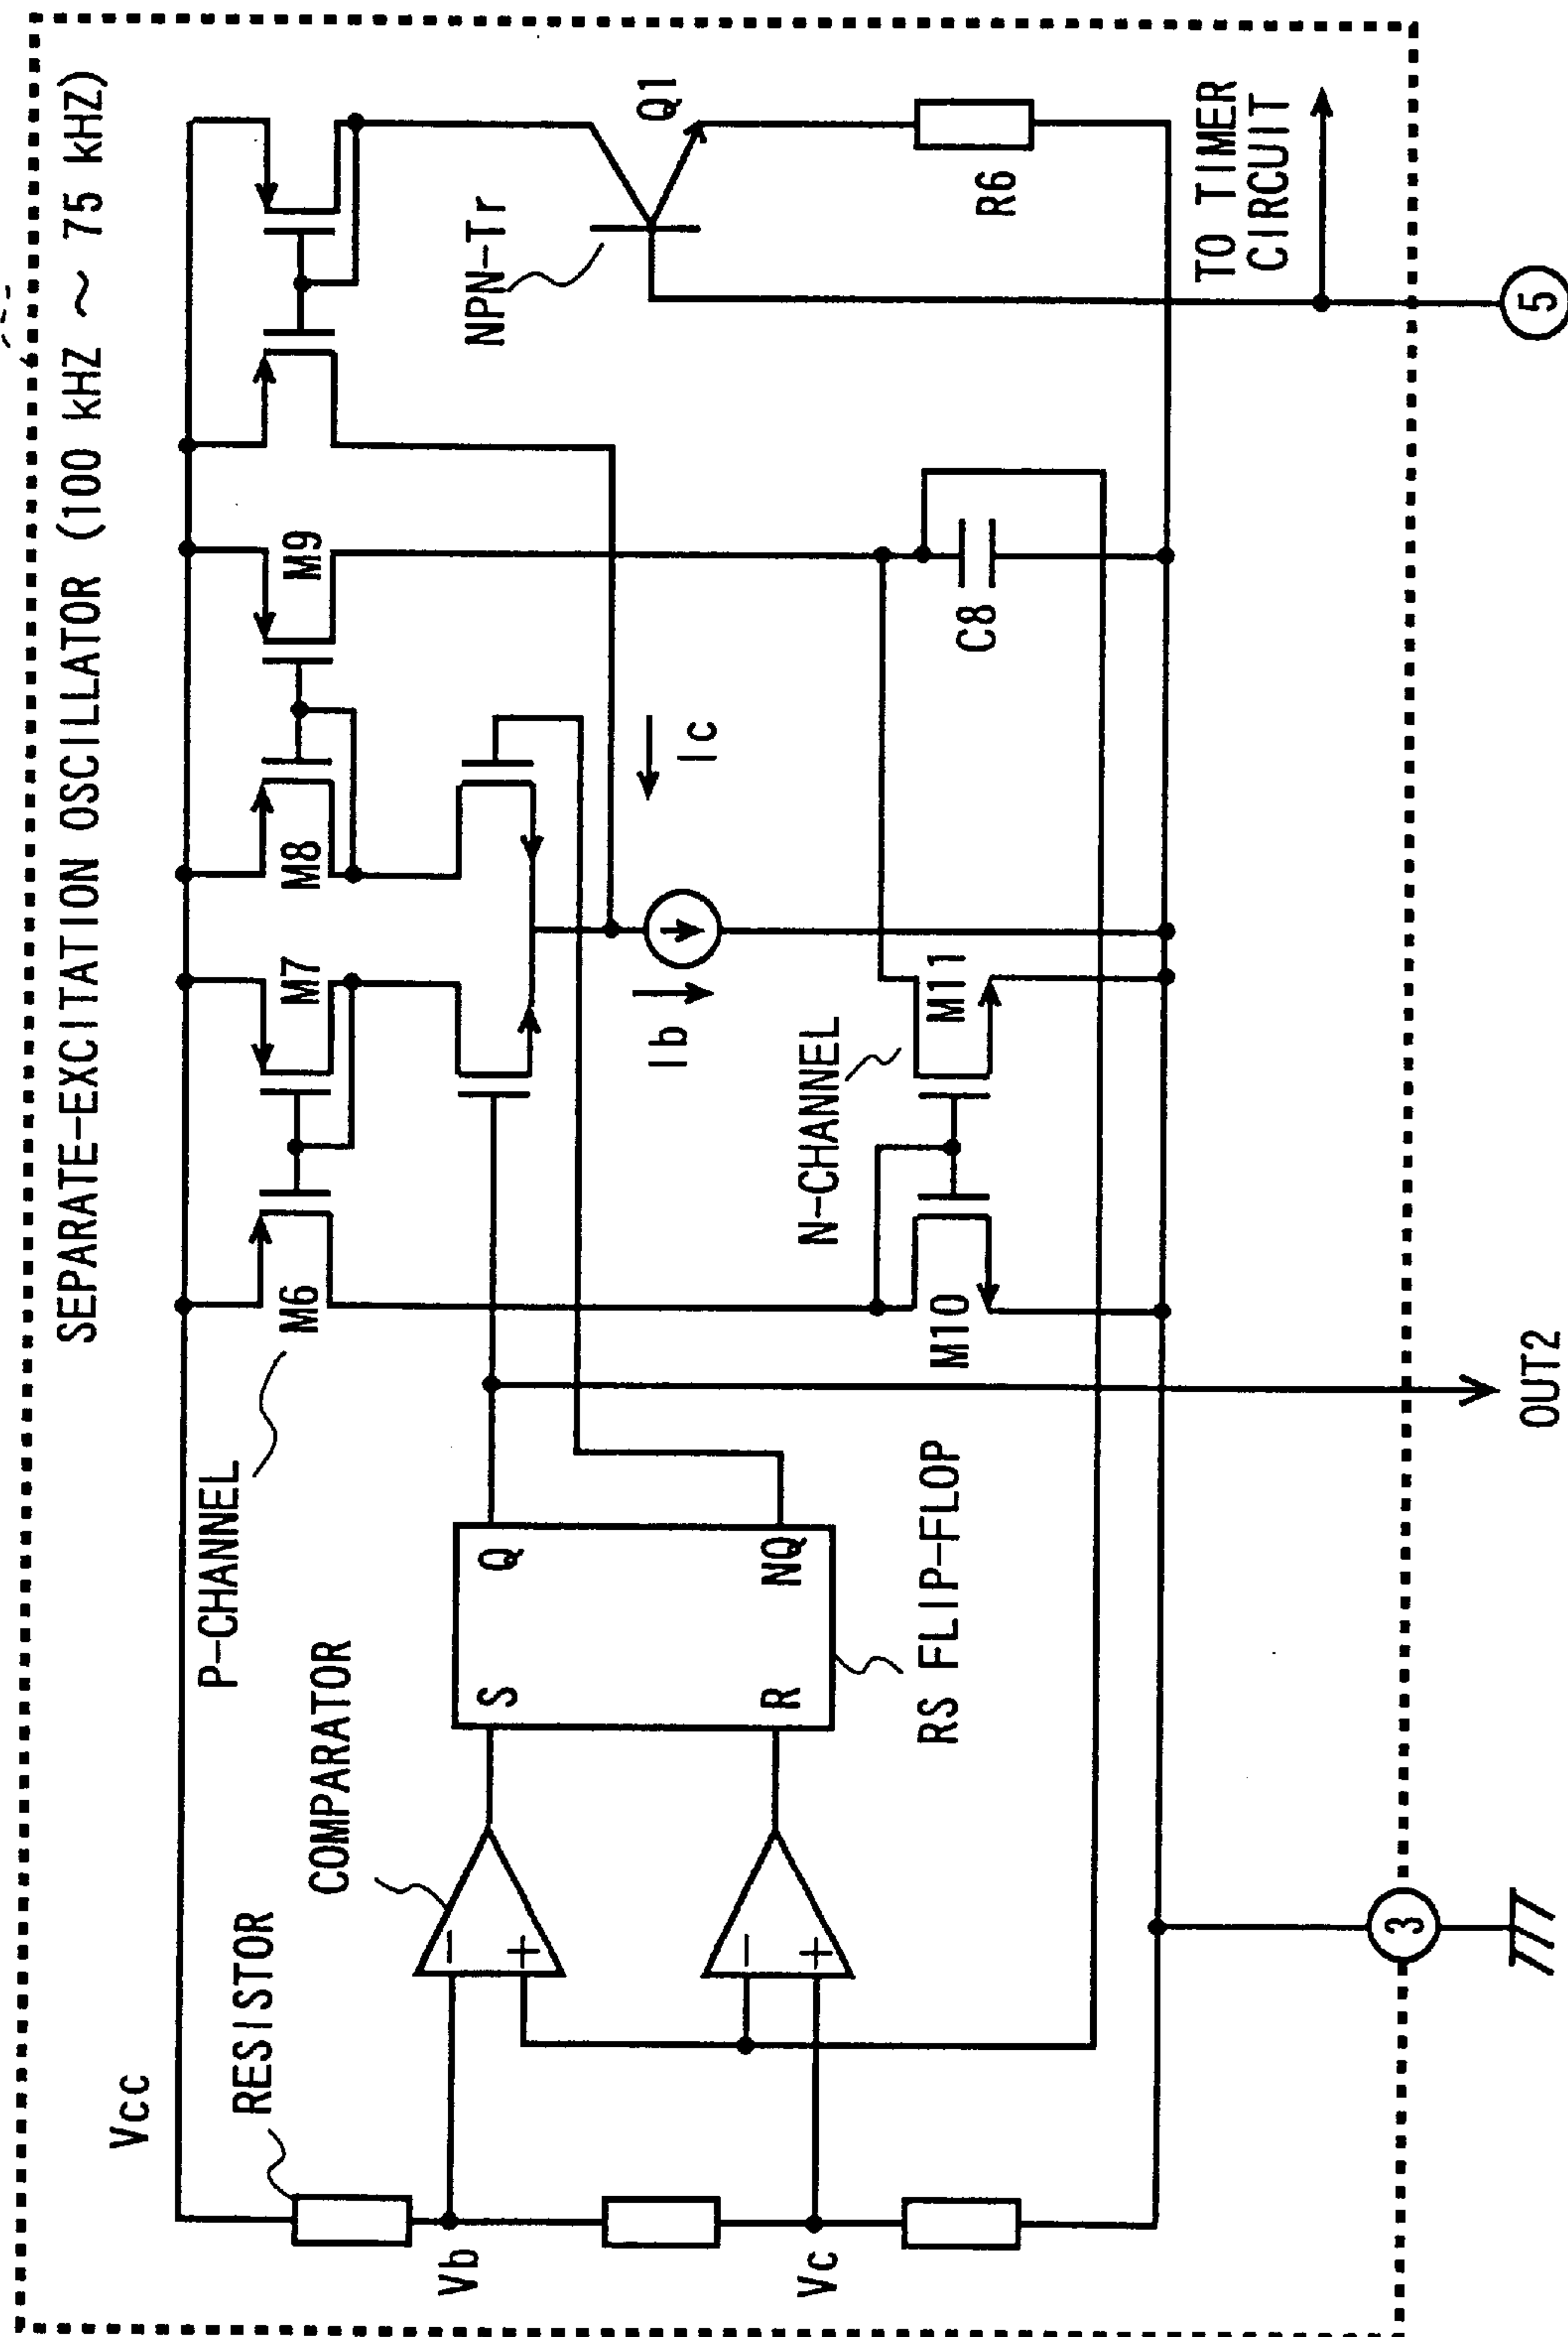 SEPARATE-EXCITATION OSCILLATOR (100 kHZ ~ 75 kHZ)
Vcc
RESISTOR
COMPARATOR
P-CHANNEL
M6
M7
M8
M9
NPN-Tr
Q1
Vb
Vc
-
+
-
+
S
R
Q
NQ
RS FLIP-FLOP
Ib
Ic
N-CHANNEL
M10
M11
C8
R6
TO TIMER
CIRCUIT
3
OUT2
5